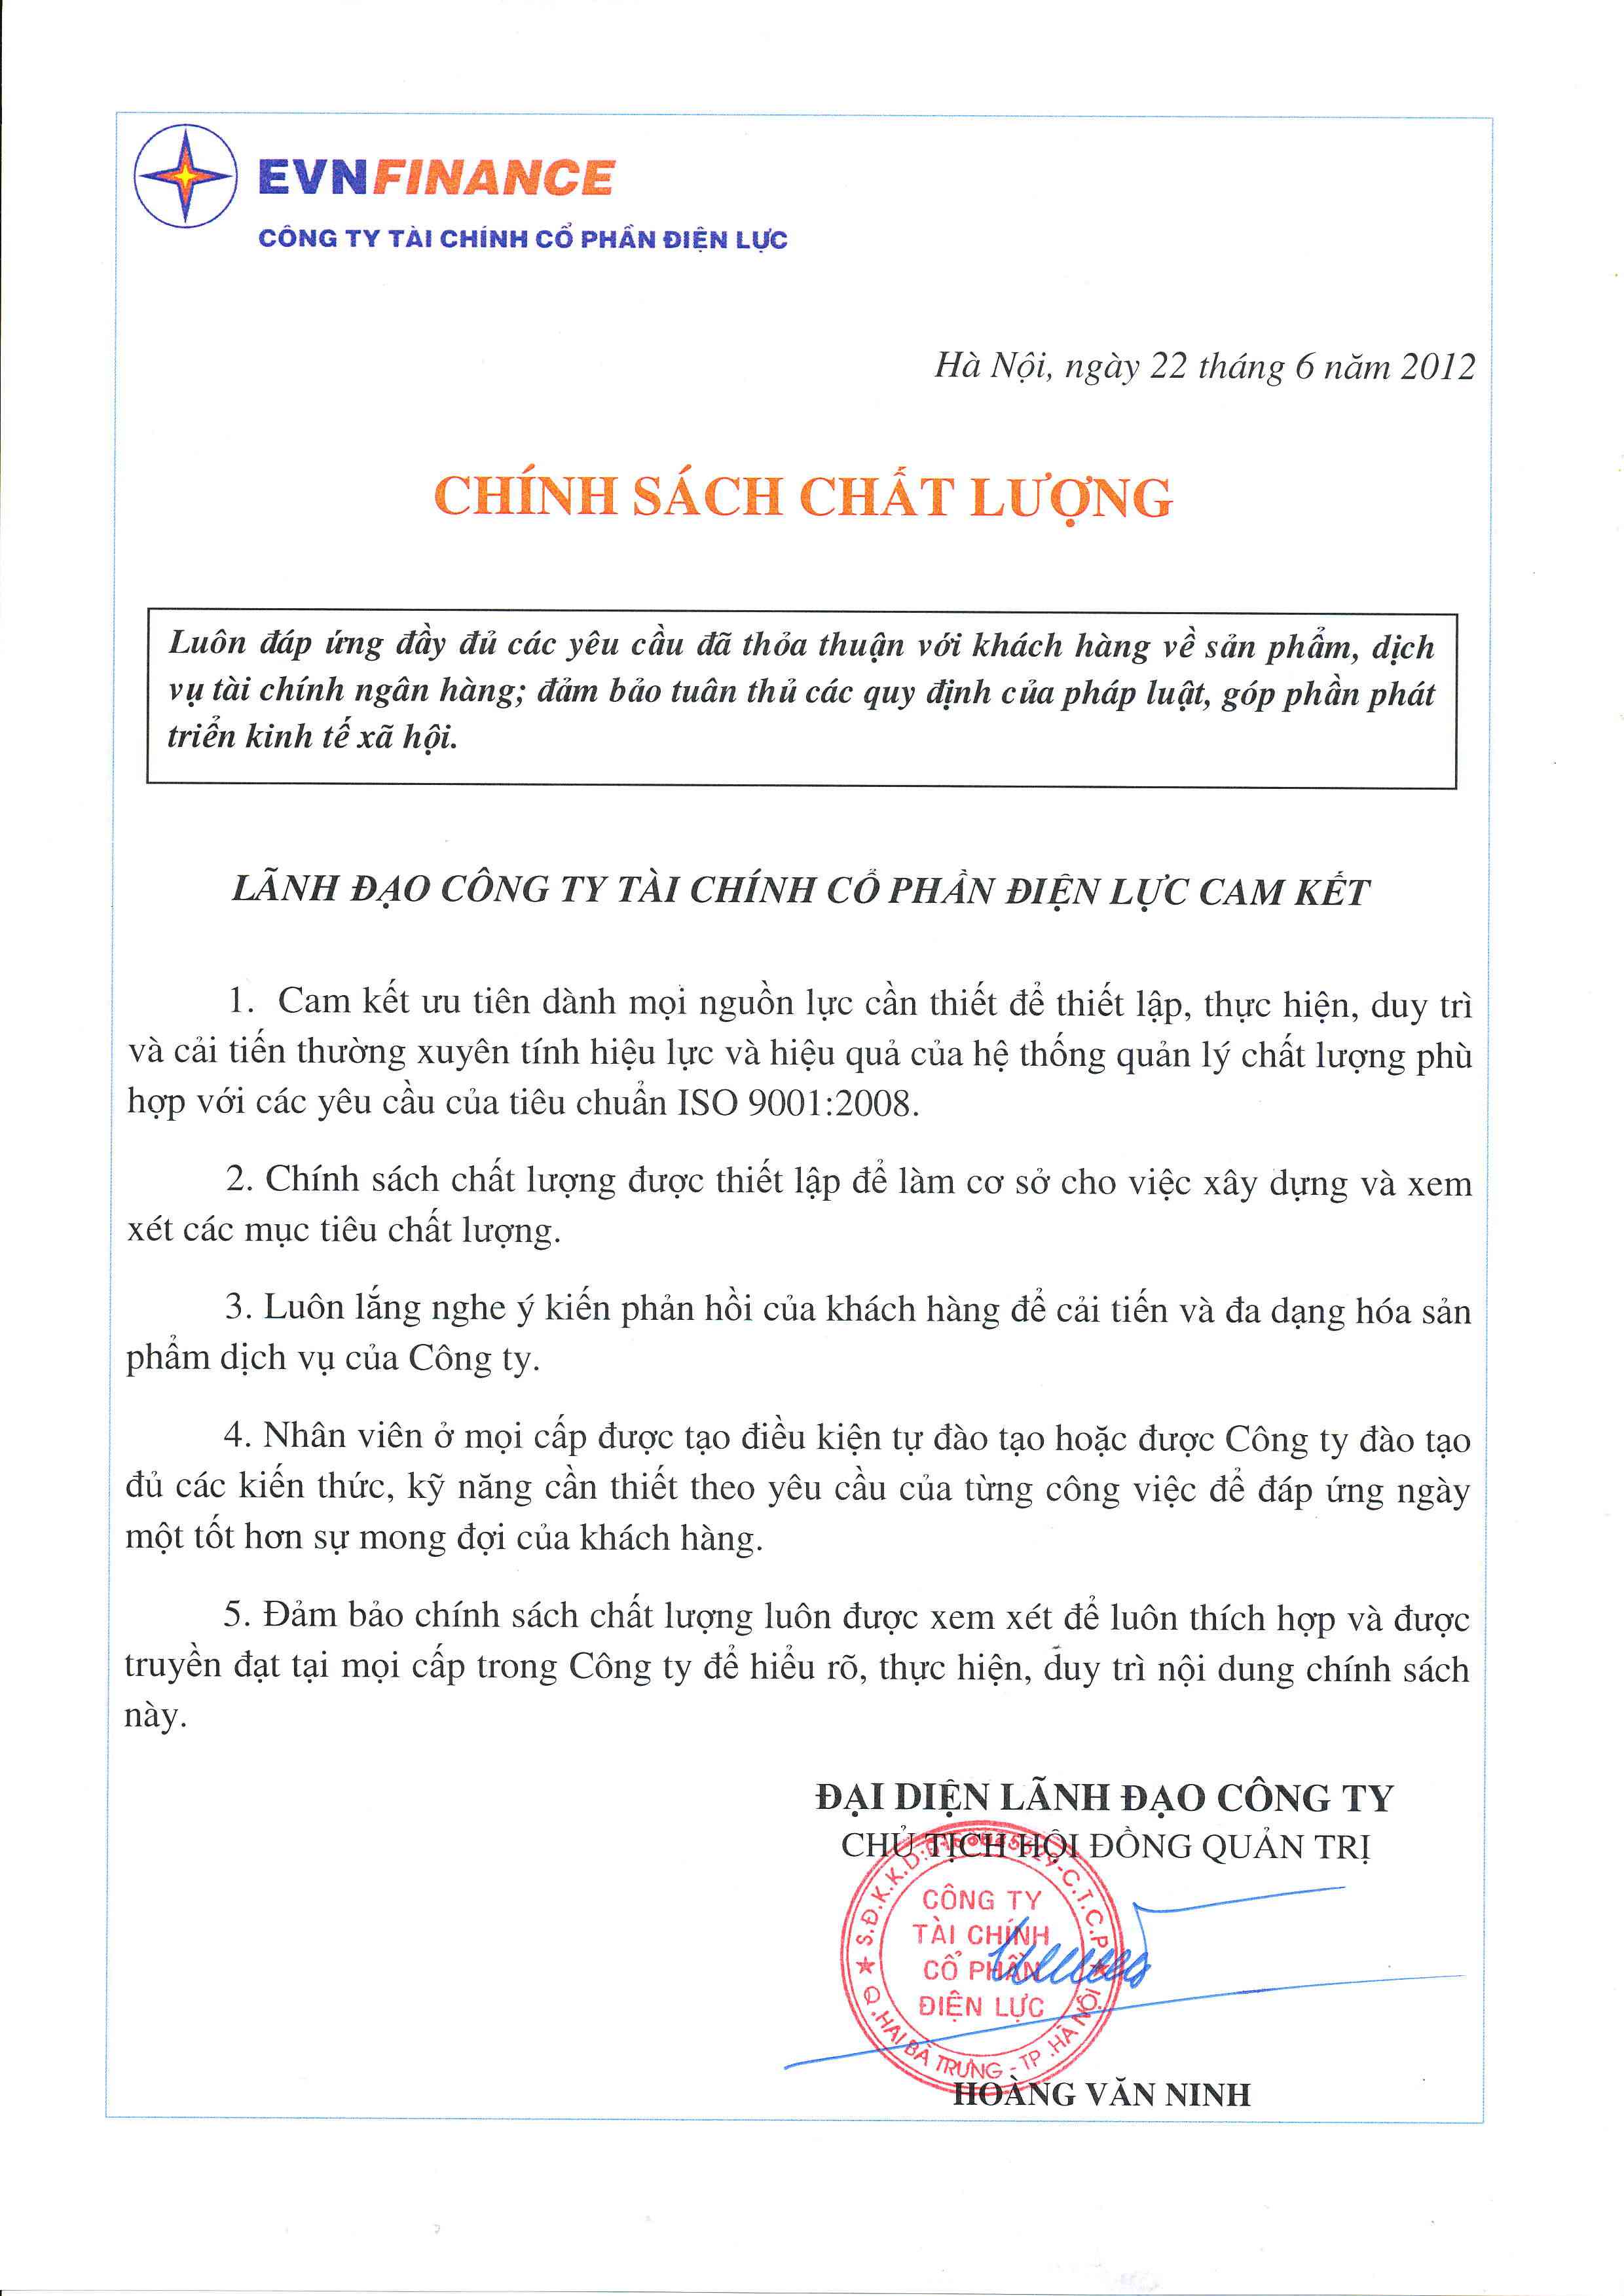 EVNFINANCE
CÔNG TY TÀI CHÍNH CỔ PHẦN ĐIỆN LỰC
Hà Nội, ngày 22 tháng 6 năm 2012
CHÍNH SÁCH CHẤT LƯỢNG
Luôn đáp ứng đầy đủ các yêu cầu đã thỏa thuận với khách hàng về sản phẩm, dịch
vụ tài chính ngân hàng; đảm bảo tuân thủ các quy định của pháp luật, góp phần phát
triển kinh tế xã hội.
LÃNH ĐẠO CÔNG TY TÀI CHÍNH CỔ PHẦN ĐIỆN LỰC CAM KẾT
1. Cam kết ưu tiên dành mọi nguồn lực cần thiết để thiết lập, thực hiện, duy trì
và cải tiến thường xuyên tính hiệu lực và hiệu quả của hệ thống quản lý chất lượng phù
hợp với các yêu cầu của tiêu chuẩn ISO 9001:2008.
2. Chính sách chất lượng được thiết lập để làm cơ sở cho việc xây dựng và xem
xét các mục tiêu chất lượng.
3. Luôn lắng nghe ý kiến phản hồi của khách hàng để cải tiến và đa dạng hóa sản
phẩm dịch vụ của Công ty.
4. Nhân viên ở mọi cấp được tạo điều kiện tự đào tạo hoặc được Công ty đào tạo
đủ các kiến thức, kỹ năng cần thiết theo yêu cầu của từng công việc để đáp ứng ngày
một tốt hơn sự mong đợi của khách hàng.
5. Đảm bảo chính sách chất lượng luôn được xem xét để luôn thích hợp và được
truyền đạt tại mọi cấp trong Công ty để hiểu rõ, thực hiện, duy trì nội dung chính sách
này.
ĐẠI DIỆN LÃNH ĐẠO CÔNG TY
CHỦ TỊCH HỘI ĐỒNG QUẢN TRỊ
S.Đ.K.K.D: C.T.C.P
CÔNG TY
TÀI CHÍNH
CỔ PHẦN
ĐIỆN LỰC
Q.HAI BÀ TRƯNG - TP.HÀ NỘI
HOÀNG VĂN NINH